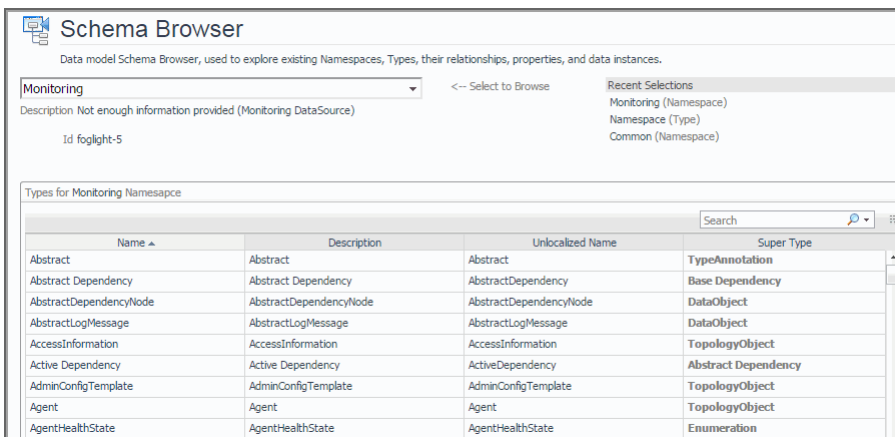 Schema Browser
Data model Schema Browser, used to explore existing Namespaces, Types, their relationships, properties, and data instances.
Monitoring <-- Select to Browse Recent Selections
Description Not enough information provided (Monitoring DataSource) Monitoring (Namespace)
Namespace (Type)
Id foglight-5 Common (Namespace)
Types for Monitoring Namesapce
Search
Name Description Unlocalized Name Super Type
Abstract Abstract Abstract TypeAnnotation
Abstract Dependency Abstract Dependency AbstractDependency Base Dependency
AbstractDependencyNode AbstractDependencyNode AbstractDependencyNode DataObject
AbstractLogMessage AbstractLogMessage AbstractLogMessage DataObject
AccessInformation AccessInformation AccessInformation TopologyObject
Active Dependency Active Dependency ActiveDependency Abstract Dependency
AdminConfigTemplate AdminConfigTemplate AdminConfigTemplate TopologyObject
Agent Agent Agent TopologyObject
AgentHealthState AgentHealthState AgentHealthState Enumeration